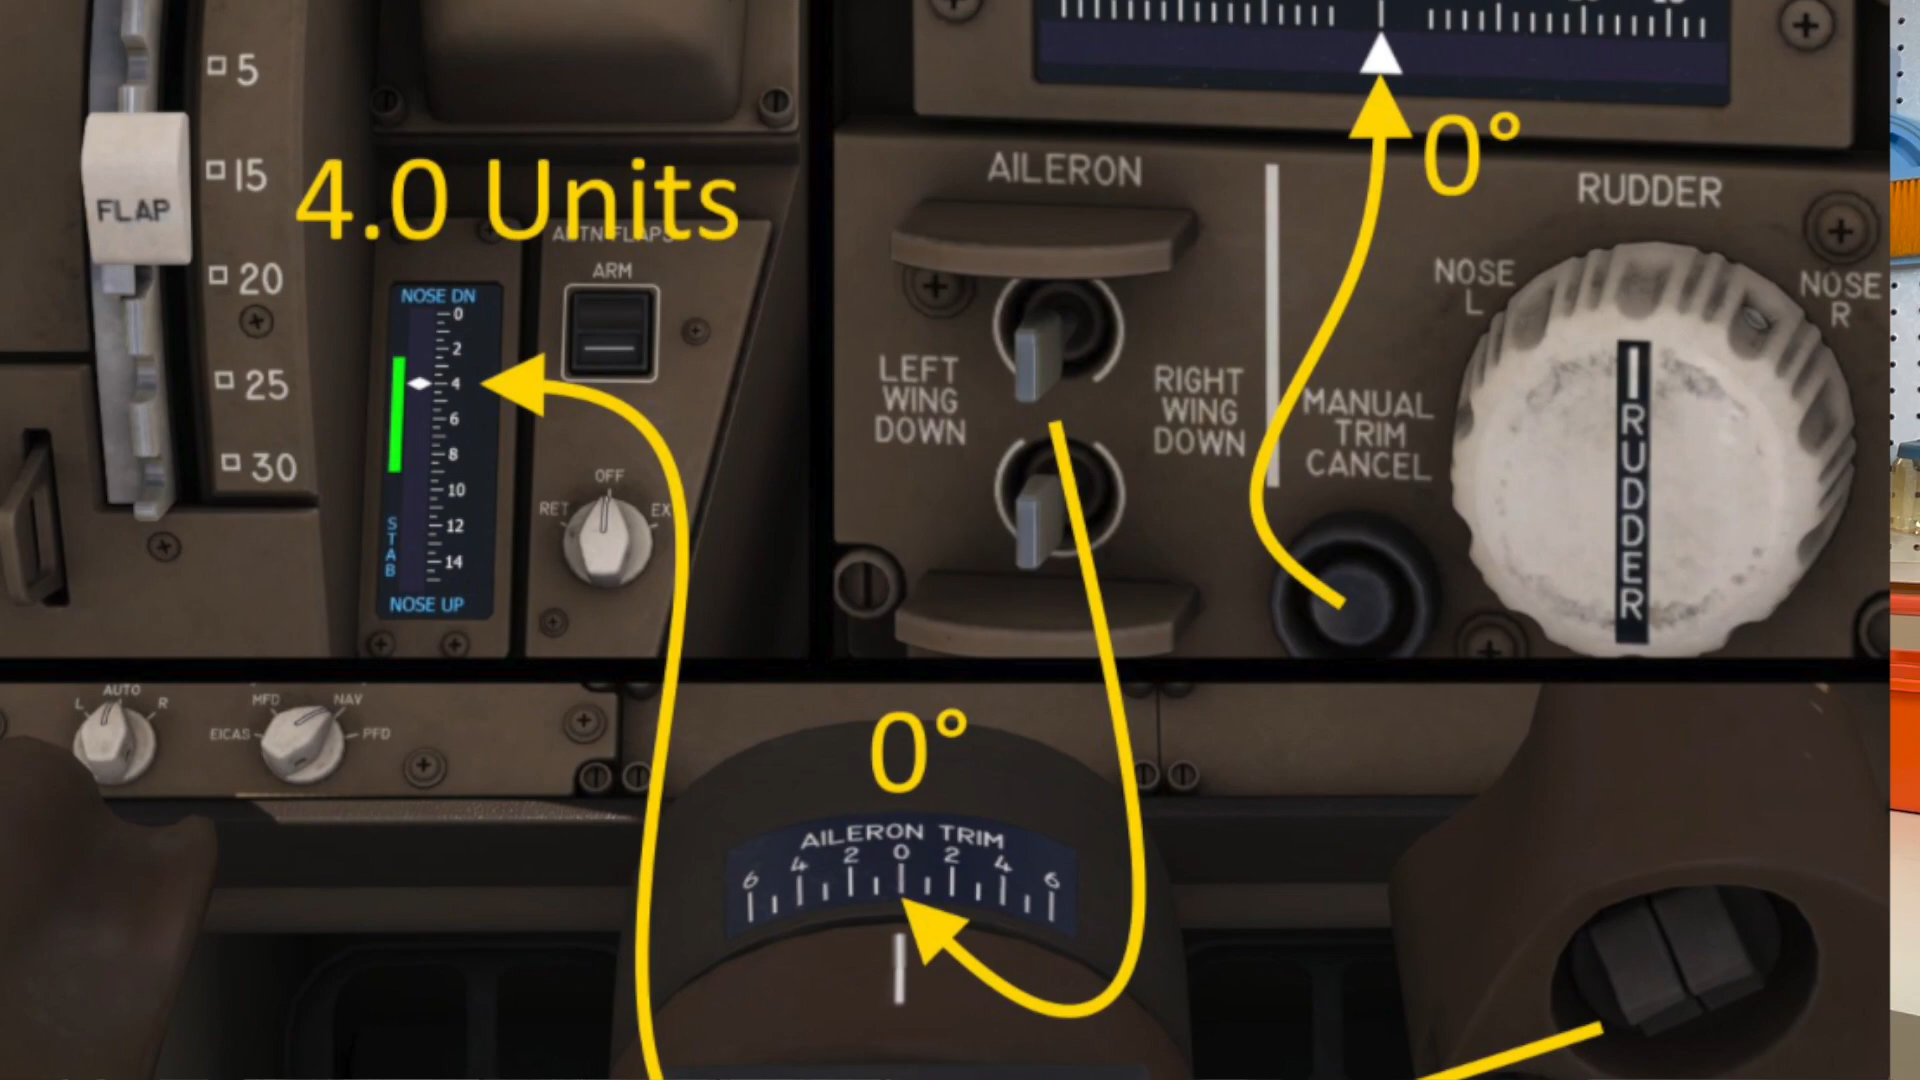 5
15
FLAP
20
25
30
4.0 Units
ALTN FLAPS
ARM
NOSE DN
0
2
4
6
8
10
12
14
STAB
NOSE UP
OFF
RET
0°
AILERON
LEFT
WING
DOWN
RIGHT
WING
DOWN
RUDDER
NOSE
L
NOSE
R
MANUAL
TRIM
CANCEL
RUDDER
AUTO
L
R
MFD
NAV
EICAS
PFD
0°
AILERON TRIM
6 4 2 0 2 4 6